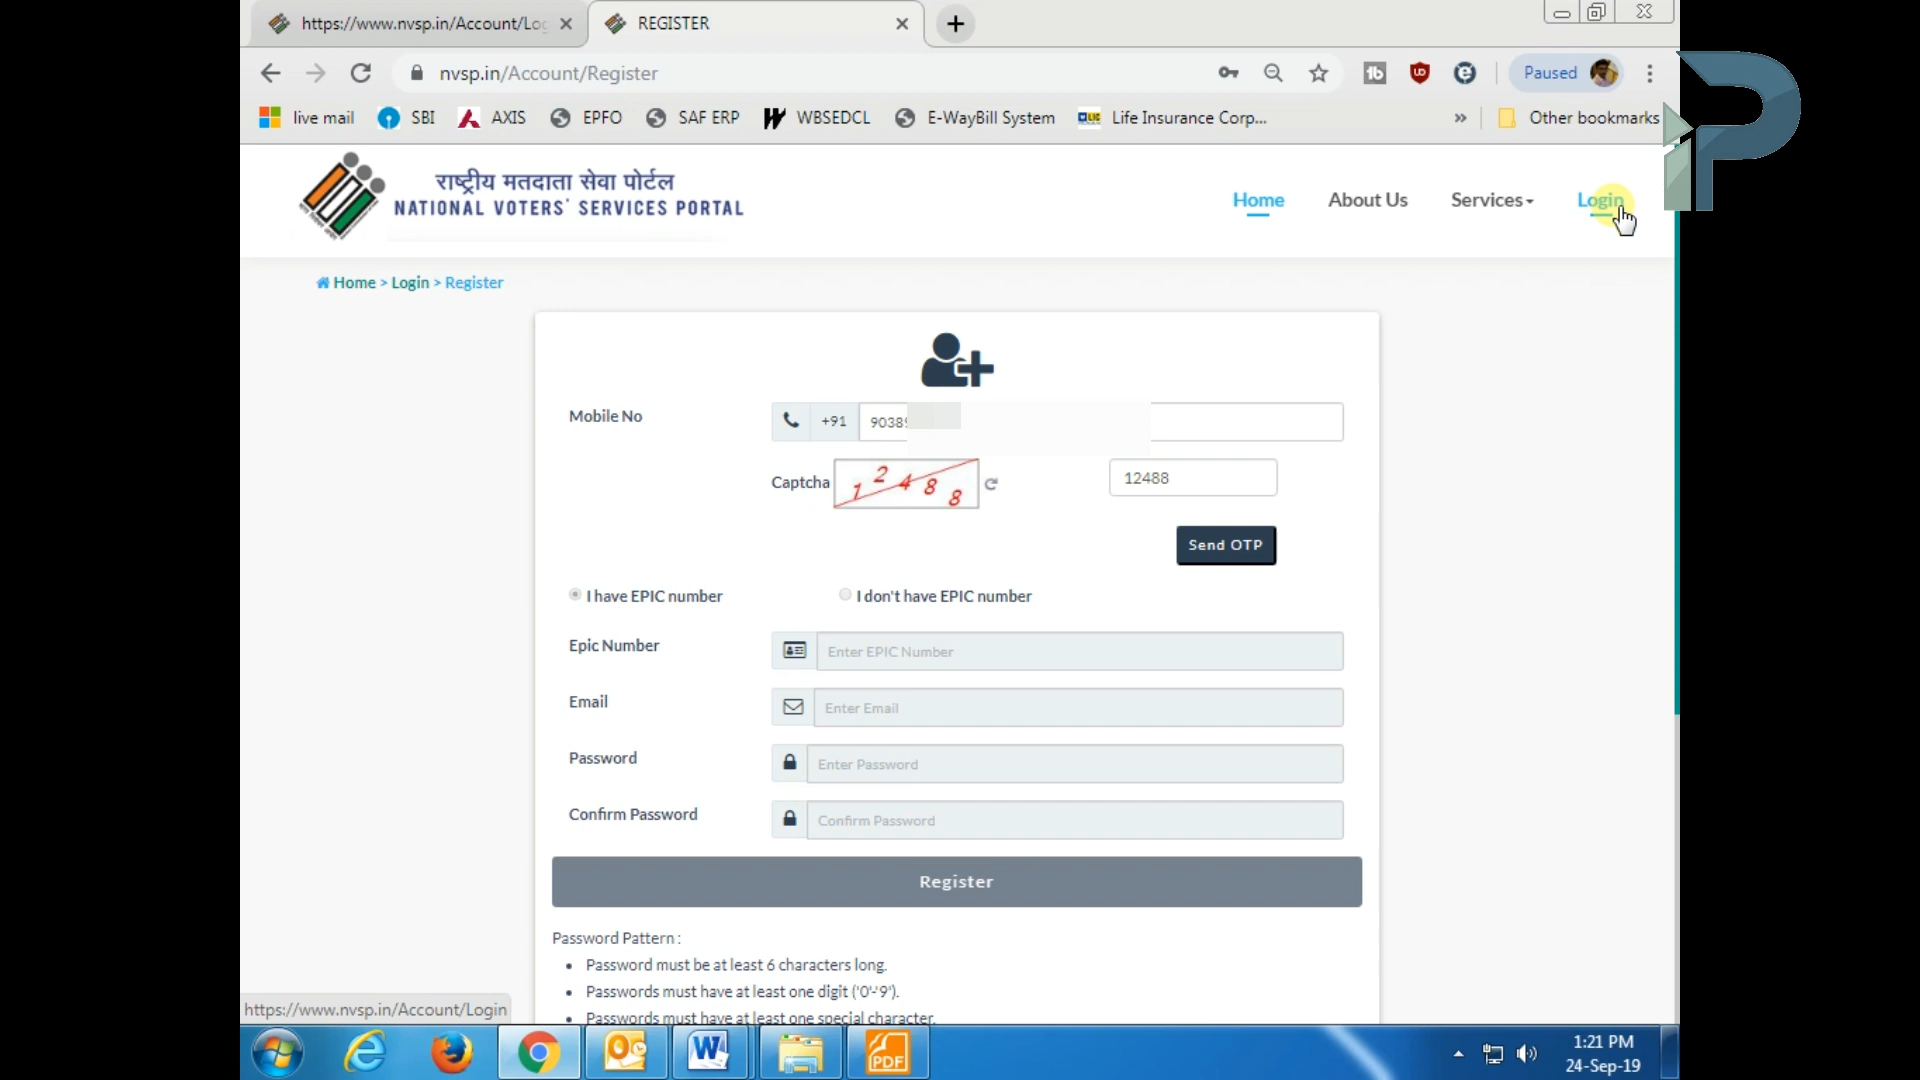 https://www.nvsp.in/Account/Log
REGISTER
nvsp.in/Account/Register
Paused
live mail
SBI
AXIS
EPFO
SAF ERP
WBSEDCL
E-WayBill System
LIC
Life Insurance Corp...
»
Other bookmarks
राष्ट्रीय मतदाता सेवा पोर्टल
NATIONAL VOTERS' SERVICES PORTAL
Home
About Us
Services
Login
Home > Login > Register
Mobile No
+91
9038
Captcha
12488
12488
Send OTP
I have EPIC number
I don't have EPIC number
Epic Number
Enter EPIC Number
Email
Enter Email
Password
Enter Password
Confirm Password
Confirm Password
Register
Password Pattern :
• Password must be at least 6 characters long.
• Passwords must have at least one digit ('0'-'9').
• Passwords must have at least one special character.
https://www.nvsp.in/Account/Login
PDF
1:21 PM
24-Sep-19